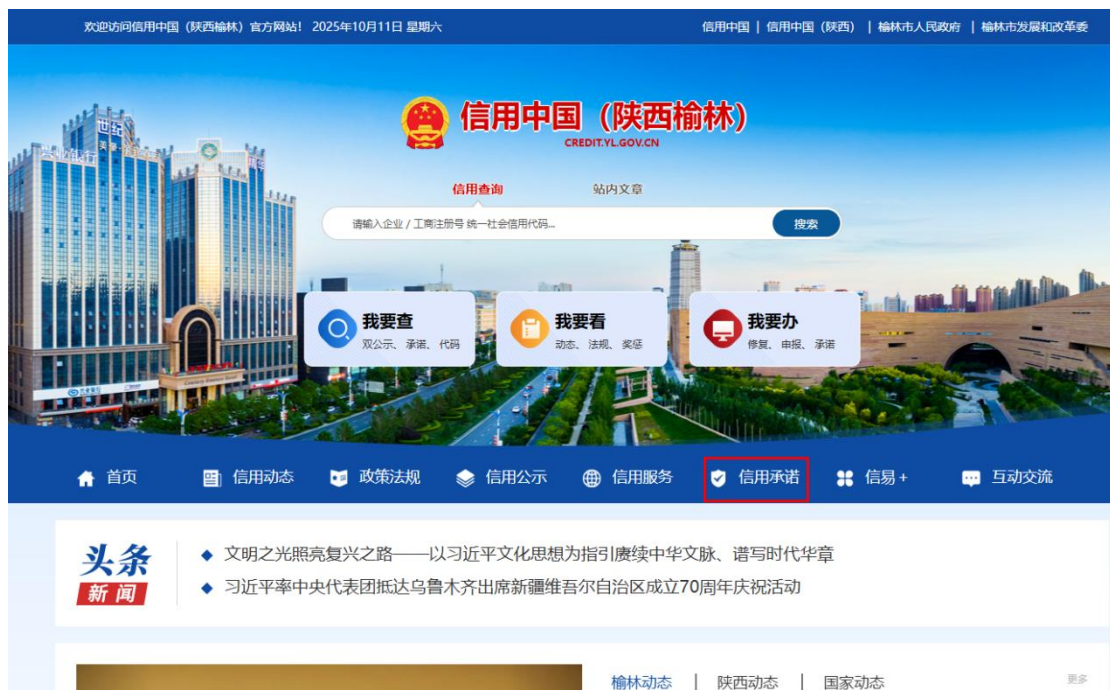 欢迎访问信用中国（陕西榆林）官方网站！ 2025年10月11日 星期六
信用中国 | 信用中国（陕西） | 榆林市人民政府 | 榆林市发展和改革委
世纪
兴业银行
信用中国（陕西榆林）
CREDIT.YL.GOV.CN
信用查询 站内文章
请输入企业 / 工商注册号 统一社会信用代码...
搜索
我要查
双公示、承诺、代码
我要看
动态、法规、奖惩
我要办
修复、申报、承诺
首页 信用动态 政策法规 信用公示 信用服务 信用承诺 信易+ 互动交流
头条
新闻
文明之光照亮复兴之路——以习近平文化思想为指引赓续中华文脉、谱写时代华章
习近平率中央代表团抵达乌鲁木齐出席新疆维吾尔自治区成立70周年庆祝活动
榆林动态 | 陕西动态 | 国家动态
更多